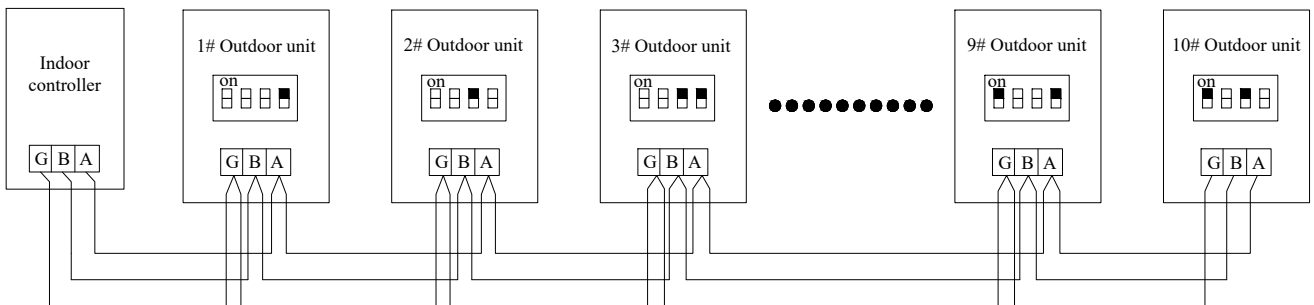 Indoor
controller
G B A
1# Outdoor unit
on
G B A
2# Outdoor unit
on
G B A
3# Outdoor unit
on
G B A
9# Outdoor unit
on
G B A
10# Outdoor unit
on
G B A